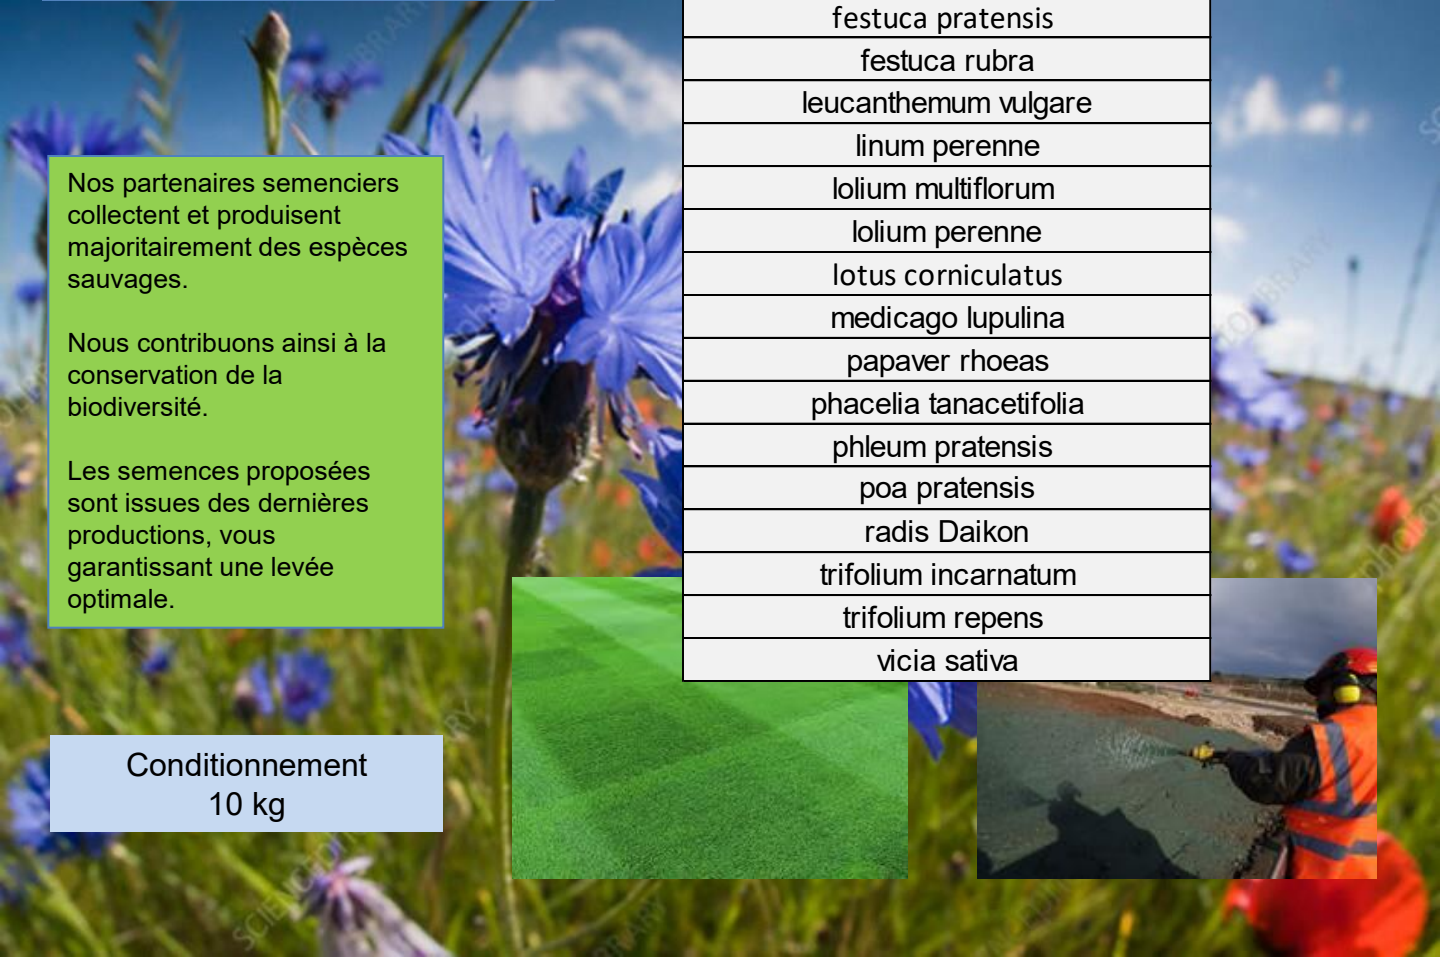 Nos partenaires semenciers
collectent et produisent
majoritairement des espèces
sauvages.
Nous contribuons ainsi à la
conservation de la
biodiversité.
Les semences proposées
sont issues des dernières
productions, vous
garantissant une levée
optimale.
Conditionnement
10 kg
festuca pratensis
festuca rubra
leucanthemum vulgare
linum perenne
lolium multiflorum
lolium perenne
lotus corniculatus
medicago lupulina
papaver rhoeas
phacelia tanacetifolia
phleum pratensis
poa pratensis
radis Daikon
trifolium incarnatum
trifolium repens
vicia sativa